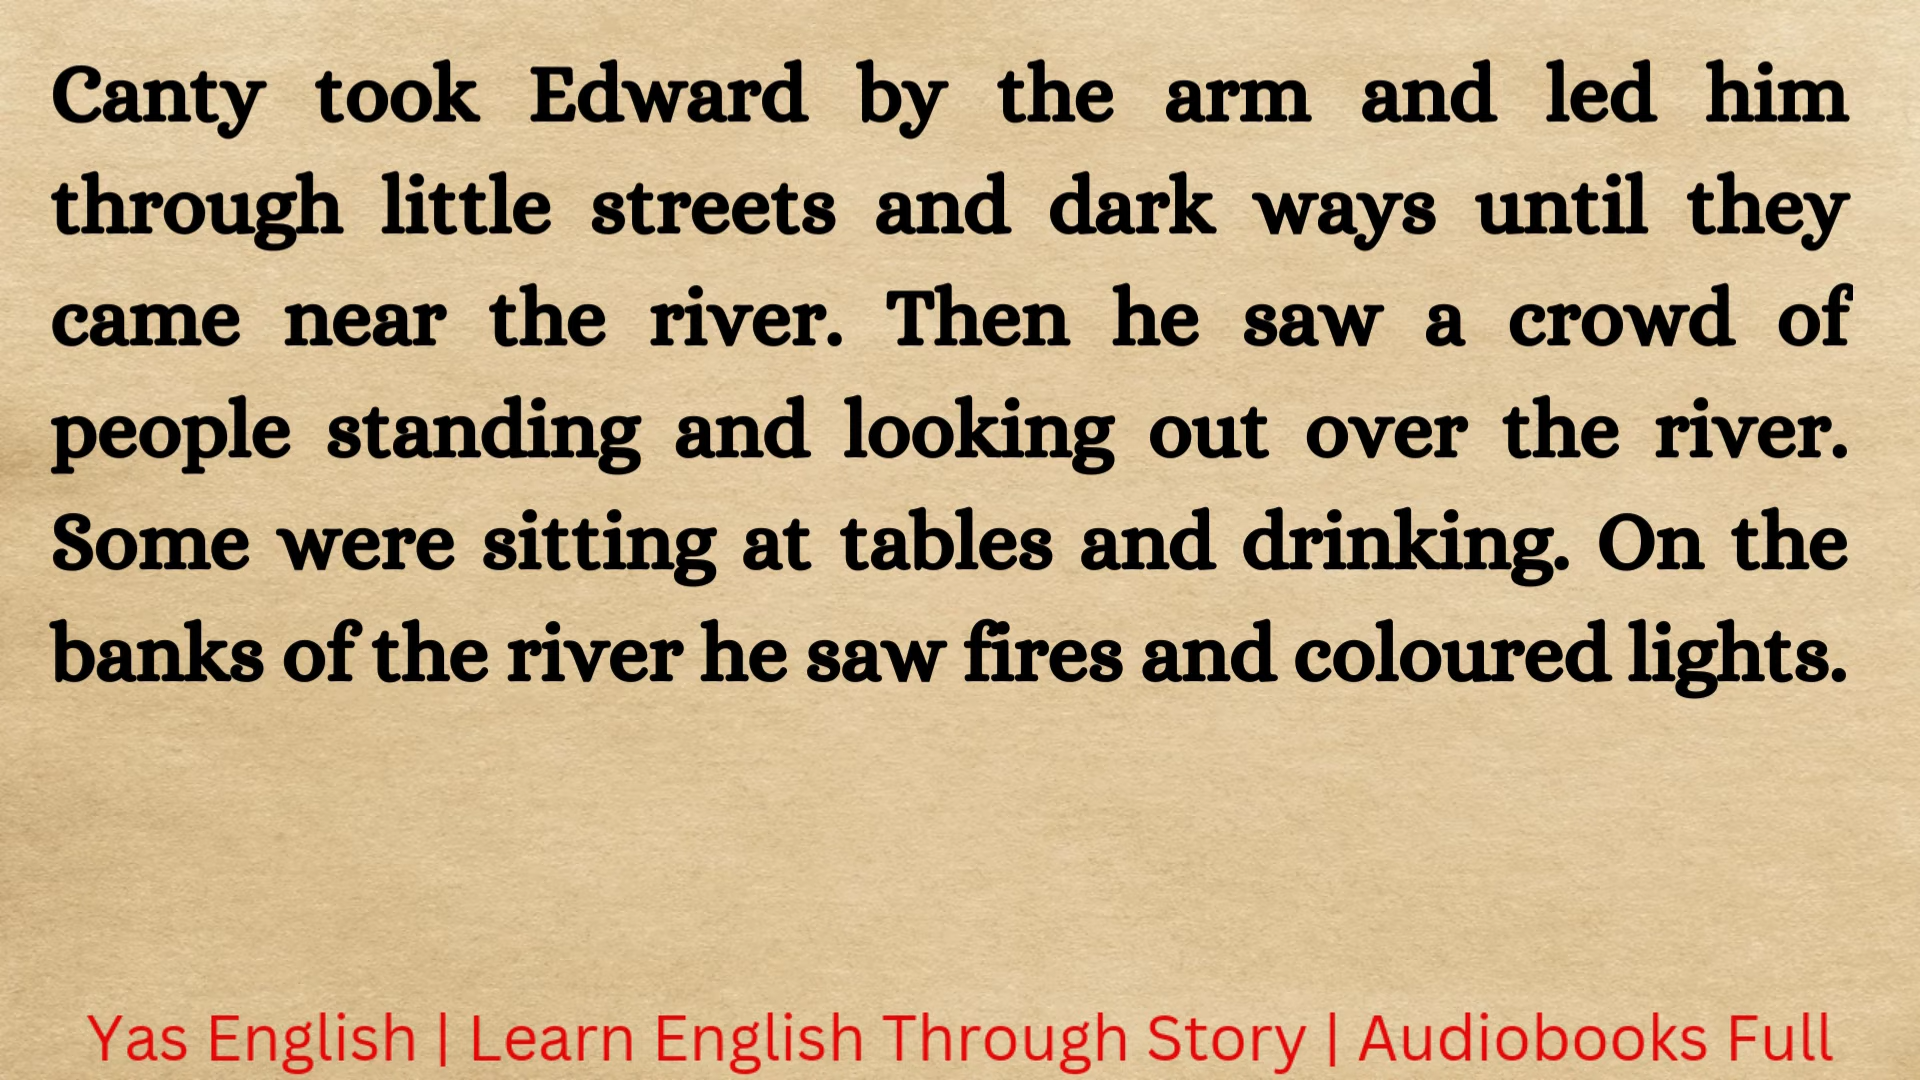 Canty took Edward by the arm and led him
through little streets and dark ways until they
came near the river. Then he saw a crowd of
people standing and looking out over the river.
Some were sitting at tables and drinking. On the
banks of the river he saw fires and coloured lights.
Yas English | Learn English Through Story | Audiobooks Full